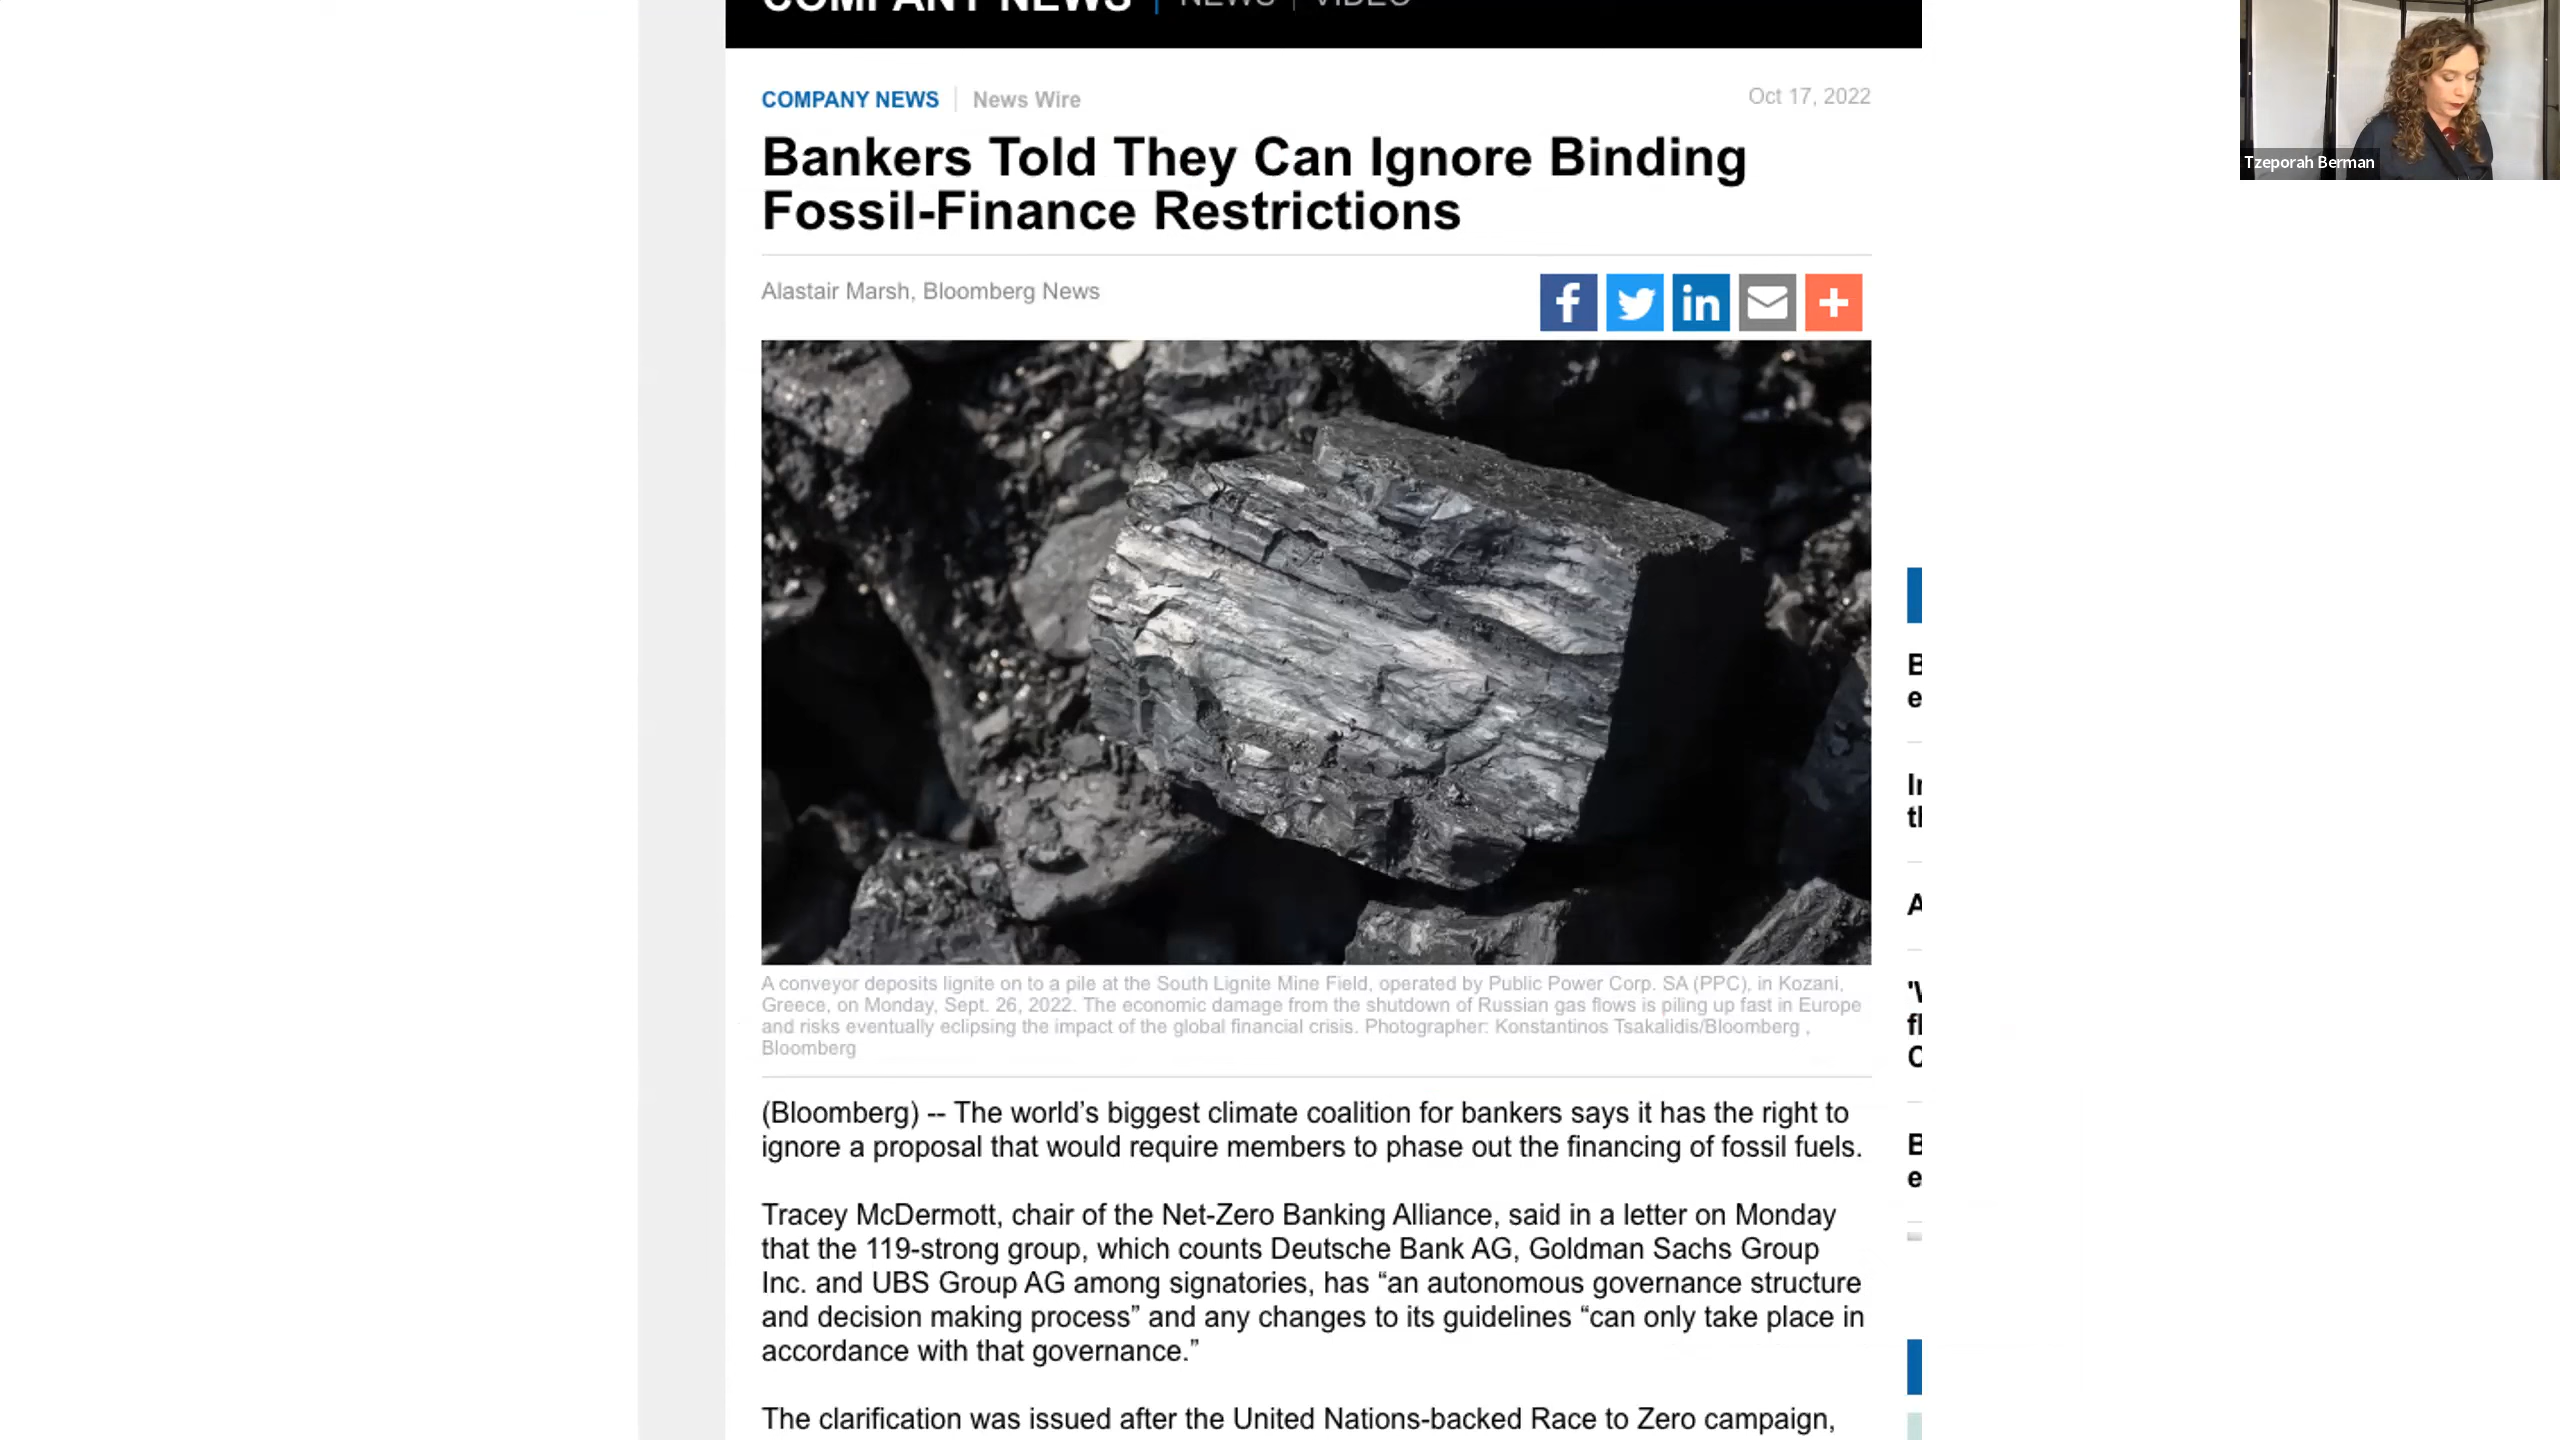 COMPANY NEWS | NEWS | VIDEO
COMPANY NEWS | News Wire
Oct 17, 2022
Bankers Told They Can Ignore Binding
Fossil-Finance Restrictions
Alastair Marsh, Bloomberg News
A conveyor deposits lignite on to a pile at the South Lignite Mine Field, operated by Public Power Corp. SA (PPC), in Kozani,
Greece, on Monday, Sept. 26, 2022. The economic damage from the shutdown of Russian gas flows is piling up fast in Europe
and risks eventually eclipsing the impact of the global financial crisis. Photographer: Konstantinos Tsakalidis/Bloomberg ,
Bloomberg
(Bloomberg) -- The world’s biggest climate coalition for bankers says it has the right to
ignore a proposal that would require members to phase out the financing of fossil fuels.
Tracey McDermott, chair of the Net-Zero Banking Alliance, said in a letter on Monday
that the 119-strong group, which counts Deutsche Bank AG, Goldman Sachs Group
Inc. and UBS Group AG among signatories, has “an autonomous governance structure
and decision making process” and any changes to its guidelines “can only take place in
accordance with that governance.”
The clarification was issued after the United Nations-backed Race to Zero campaign,
Tzeporah Berman